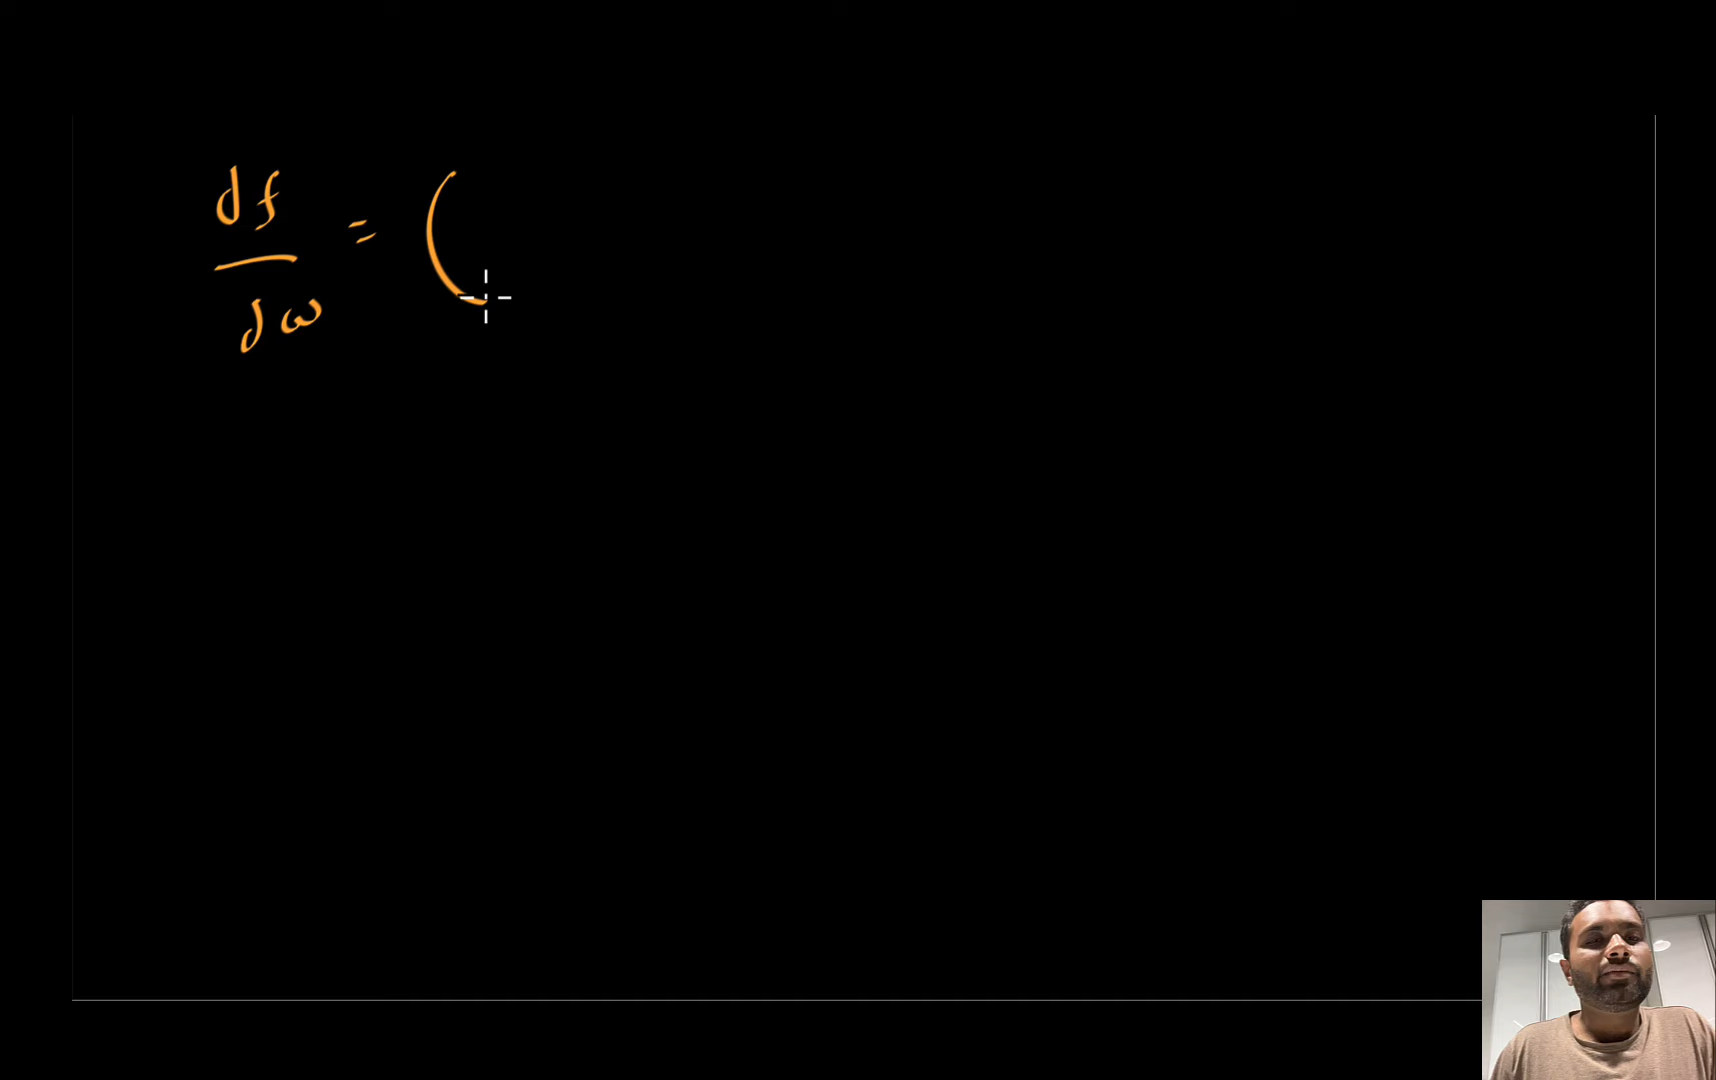 df/dω = (